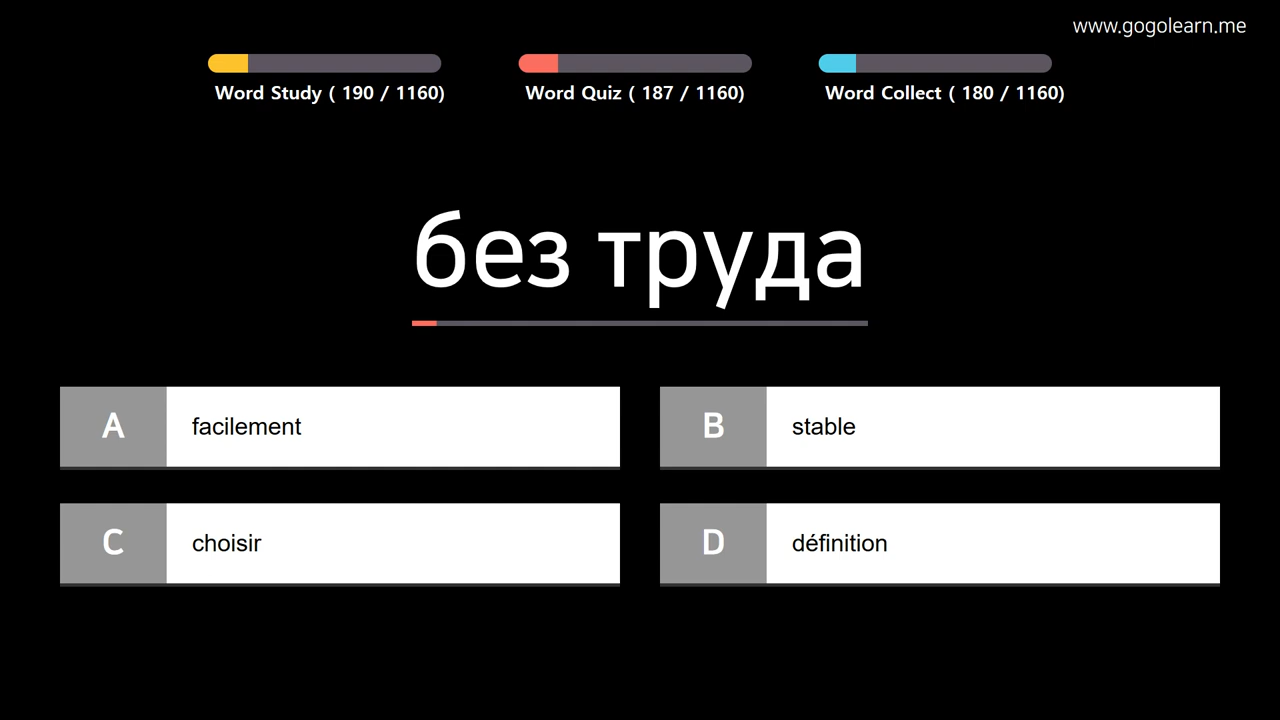 www.gogolearn.me
Word Study ( 190 / 1160)
Word Quiz ( 187 / 1160)
Word Collect ( 180 / 1160)
без труда
A facilement
B stable
C choisir
D définition